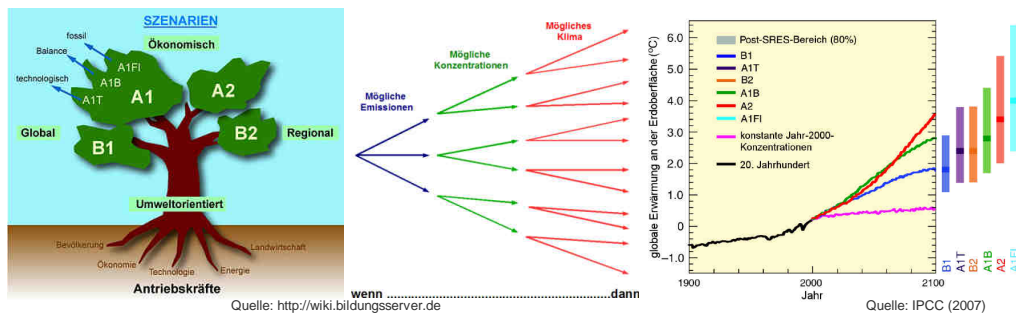 SZENARIEN
fossil
Ökonomisch
Balance
technologisch
A1FI
A1B
A1T
A1
A2
Global
B1
B2
Regional
Umweltorientiert
Bevölkerung
Ökonomie
Technologie
Energie
Landwirtschaft
Antriebskräfte
Mögliche
Emissionen
Mögliche
Konzentrationen
Mögliches
Klima
wenn ..........................................................dann
Quelle: http://wiki.bildungsserver.de
globale Erwärmung an der Erdoberfläche (°C)
6.0
5.0
4.0
3.0
2.0
1.0
0
–1.0
Post-SRES-Bereich (80%)
B1
A1T
B2
A1B
A2
A1FI
konstante Jahr-2000-
Konzentrationen
20. Jahrhundert
1900
2000
2100
Jahr
B1
A1T
B2
A1B
A2
A1FI
Quelle: IPCC (2007)